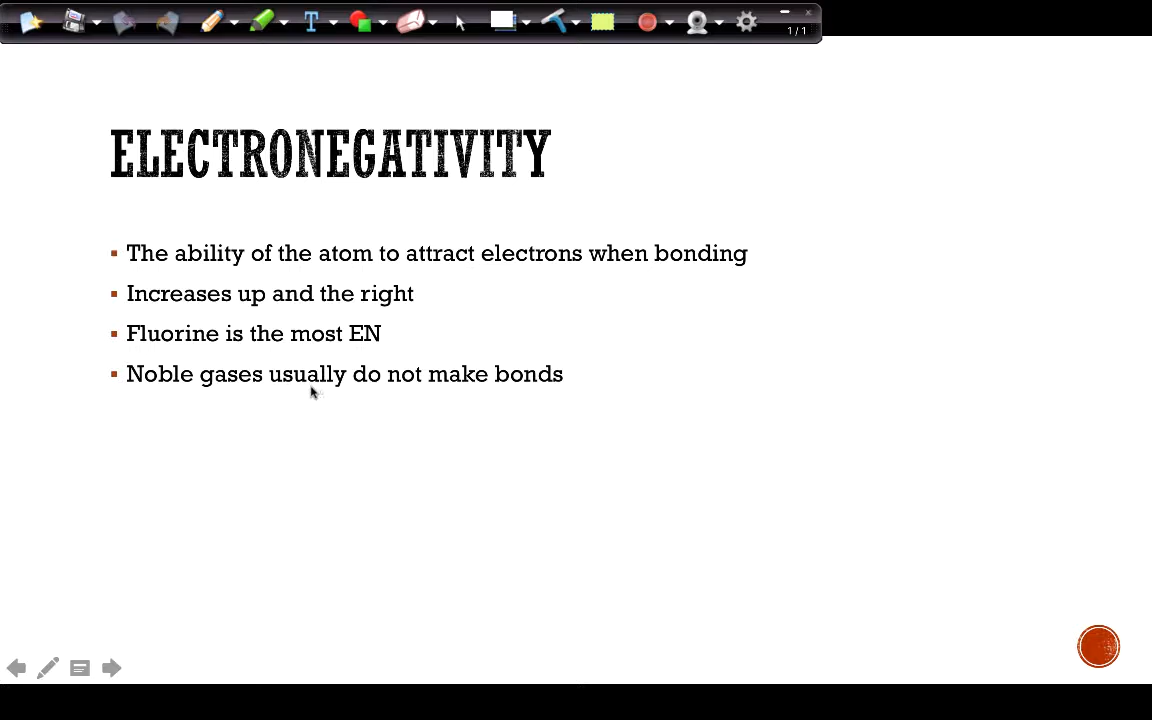 1/1
ELECTRONEGATIVITY
The ability of the atom to attract electrons when bonding
Increases up and the right
Fluorine is the most EN
Noble gases usually do not make bonds